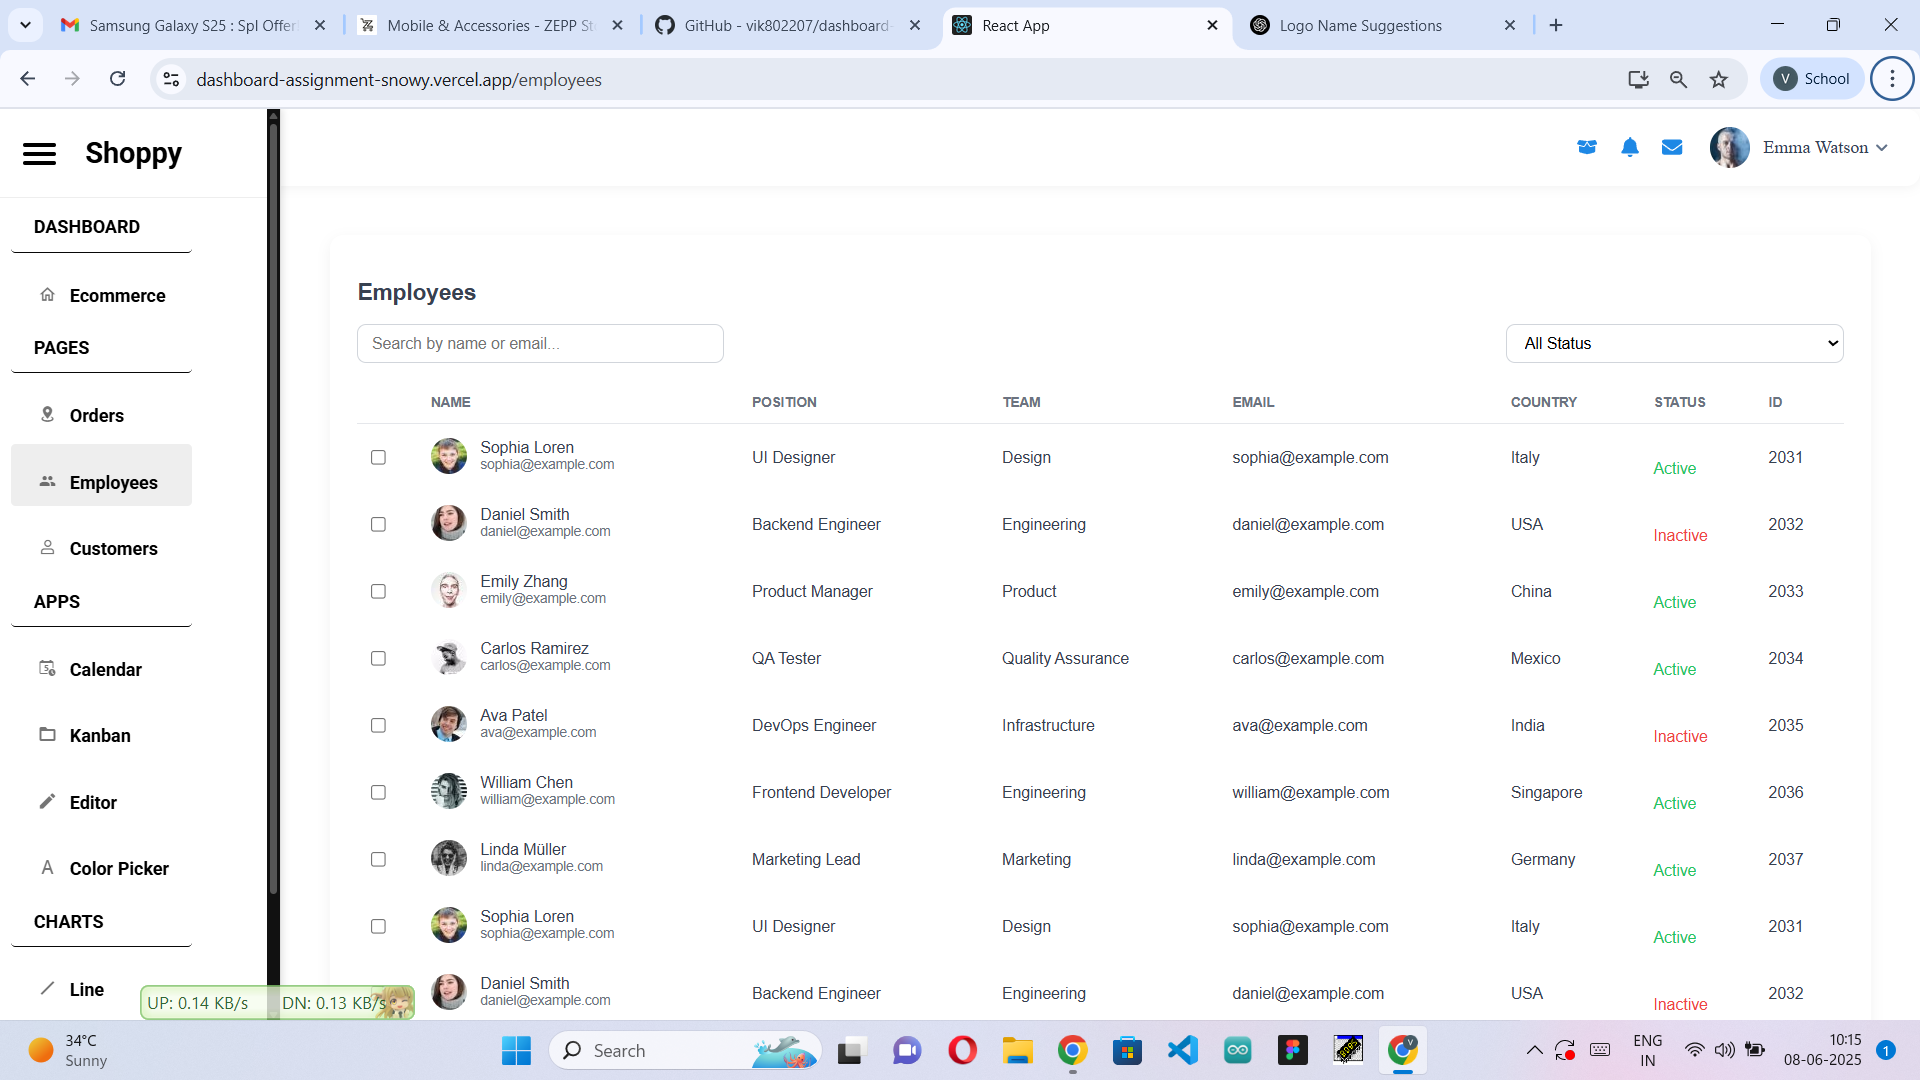 Samsung Galaxy S25 : Spl Offer
Mobile & Accessories - ZEPP St
GitHub - vik802207/dashboard-
React App
Logo Name Suggestions
dashboard-assignment-snowy.vercel.app/employees
V School
Shoppy
Emma Watson
DASHBOARD
Ecommerce
PAGES
Orders
Employees
Customers
APPS
Calendar
Kanban
Editor
Color Picker
CHARTS
Line
Employees
Search by name or email...
All Status
NAME POSITION TEAM EMAIL COUNTRY STATUS ID
Sophia Loren
sophia@example.com
UI Designer Design sophia@example.com Italy Active 2031
Daniel Smith
daniel@example.com
Backend Engineer Engineering daniel@example.com USA Inactive 2032
Emily Zhang
emily@example.com
Product Manager Product emily@example.com China Active 2033
Carlos Ramirez
carlos@example.com
QA Tester Quality Assurance carlos@example.com Mexico Active 2034
Ava Patel
ava@example.com
DevOps Engineer Infrastructure ava@example.com India Inactive 2035
William Chen
william@example.com
Frontend Developer Engineering william@example.com Singapore Active 2036
Linda Müller
linda@example.com
Marketing Lead Marketing linda@example.com Germany Active 2037
Sophia Loren
sophia@example.com
UI Designer Design sophia@example.com Italy Active 2031
Daniel Smith
daniel@example.com
Backend Engineer Engineering daniel@example.com USA Inactive 2032
UP: 0.14 KB/s DN: 0.13 KB/s
34°C
Sunny
Search
ENG
IN
10:15
08-06-2025
1